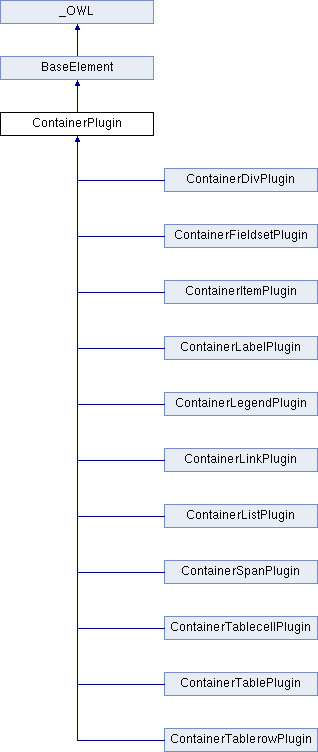 _OWL
BaseElement
ContainerPlugin
ContainerDivPlugin
ContainerFieldsetPlugin
ContainerItemPlugin
ContainerLabelPlugin
ContainerLegendPlugin
ContainerLinkPlugin
ContainerListPlugin
ContainerSpanPlugin
ContainerTablecellPlugin
ContainerTablePlugin
ContainerTablerowPlugin